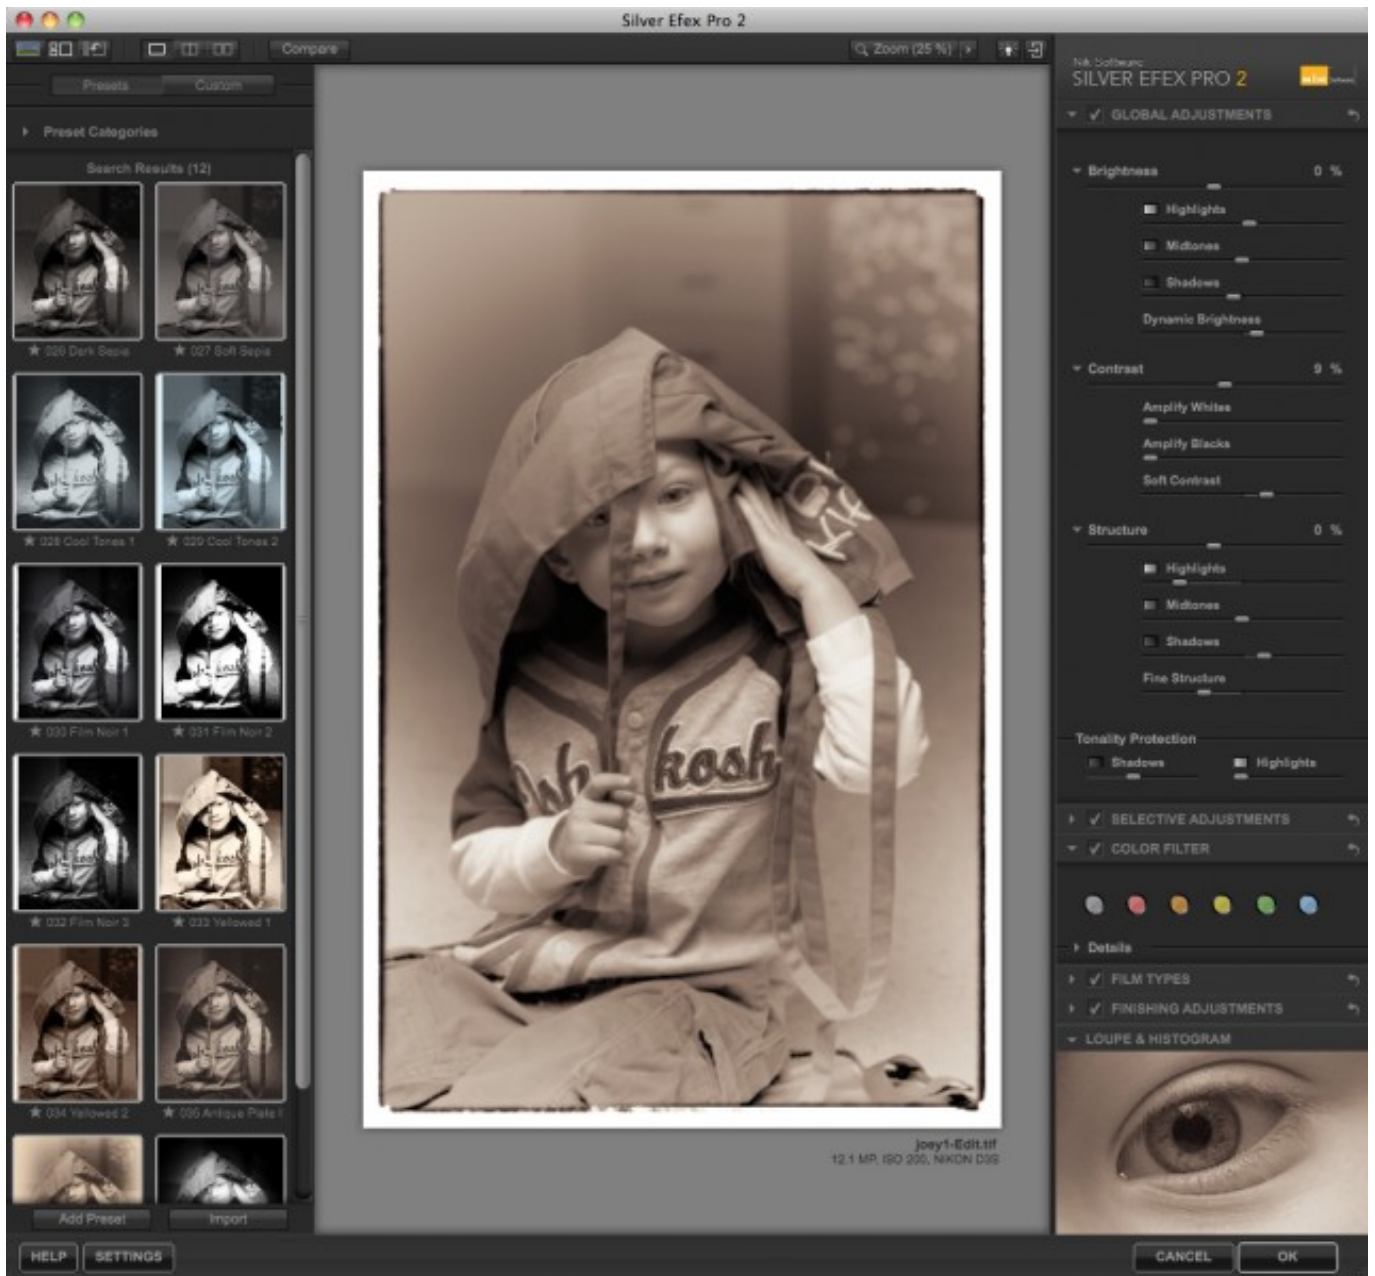 Silver Efex Pro 2
Compare
Zoom (25 %)
Presets
Custom
Preset Categories
Search Results (12)
★ 026 Dark Sepia
★ 027 Soft Sepia
★ 028 Cool Tones 1
★ 029 Cool Tones 2
★ 030 Film Noir 1
★ 031 Film Noir 2
★ 032 Film Noir 3
★ 033 Yellowed 1
★ 034 Yellowed 2
★ 035 Antique Plate I
Add Preset
Import
HELP
SETTINGS
kosh
joey1-Edit.tif
12.1 MP, ISO 200, NIKON D3S
Nik Software
SILVER EFEX PRO 2
GLOBAL ADJUSTMENTS
Brightness 0 %
Highlights
Midtones
Shadows
Dynamic Brightness
Contrast 9 %
Amplify Whites
Amplify Blacks
Soft Contrast
Structure 0 %
Highlights
Midtones
Shadows
Fine Structure
Tonality Protection
Shadows
Highlights
SELECTIVE ADJUSTMENTS
COLOR FILTER
Details
FILM TYPES
FINISHING ADJUSTMENTS
LOUPE & HISTOGRAM
CANCEL
OK